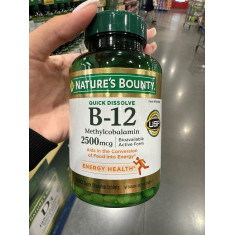 NATURE'S BOUNTY®
QUICK DISSOLVE
B-12
Methylcobalamin
2500mcg | Bioavailable
Active Form
Aids in the Conversion
of Food into Energy
ENERGY HEALTH
USP